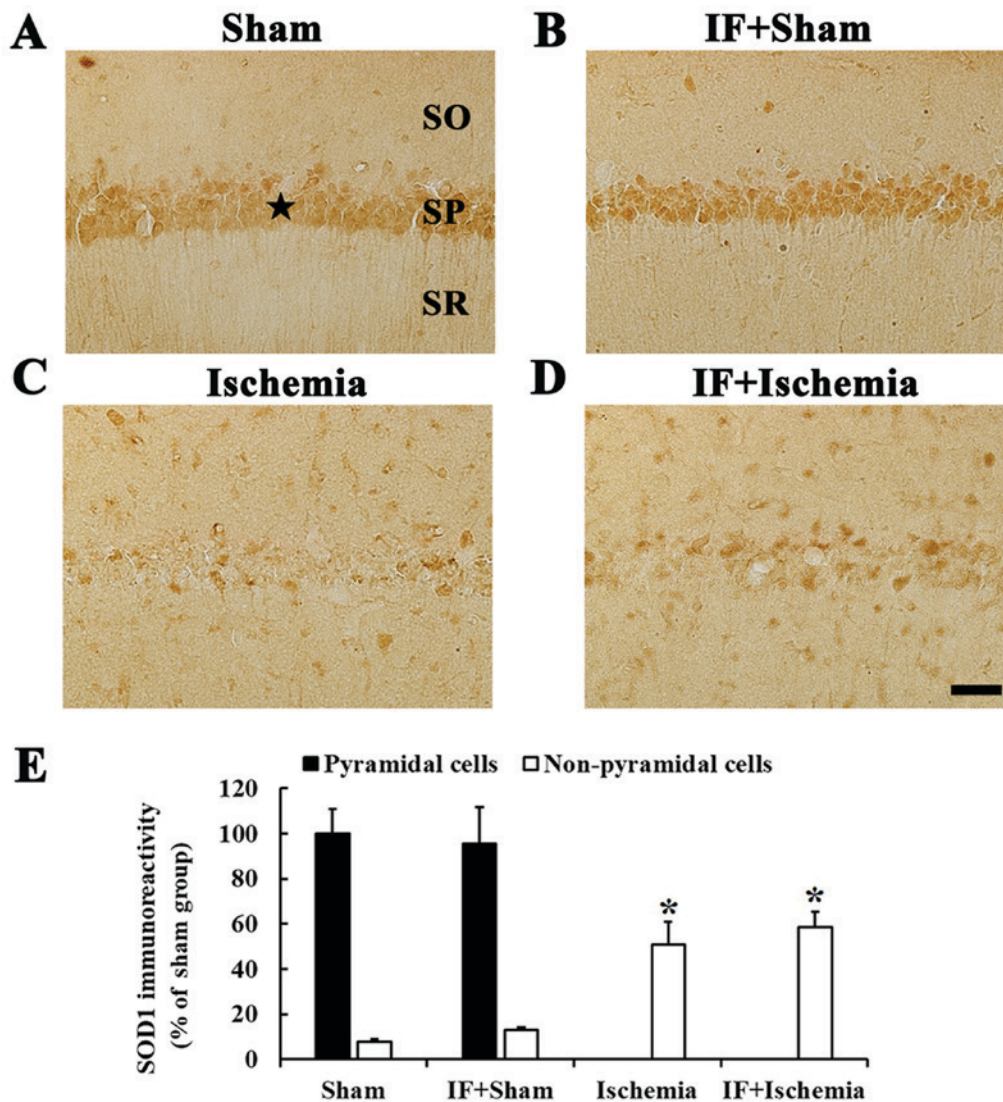 A Sham
B IF+Sham
SO
SP
SR
C Ischemia
D IF+Ischemia
E
Pyramidal cells Non-pyramidal cells
SOD1 immunoreactivity
(% of sham group)
120
100
80
60
40
20
0
* *
Sham IF+Sham Ischemia IF+Ischemia